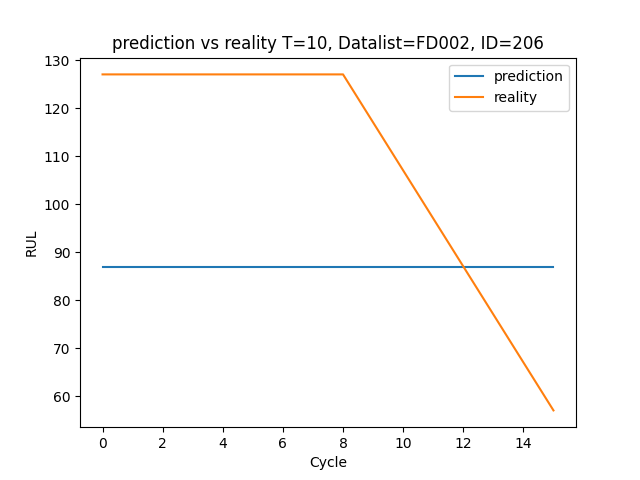 prediction vs reality T=10, Datalist=FD002, ID=206
prediction
reality
130
120
110
100
90
80
70
60
RUL
0 2 4 6 8 10 12 14
Cycle